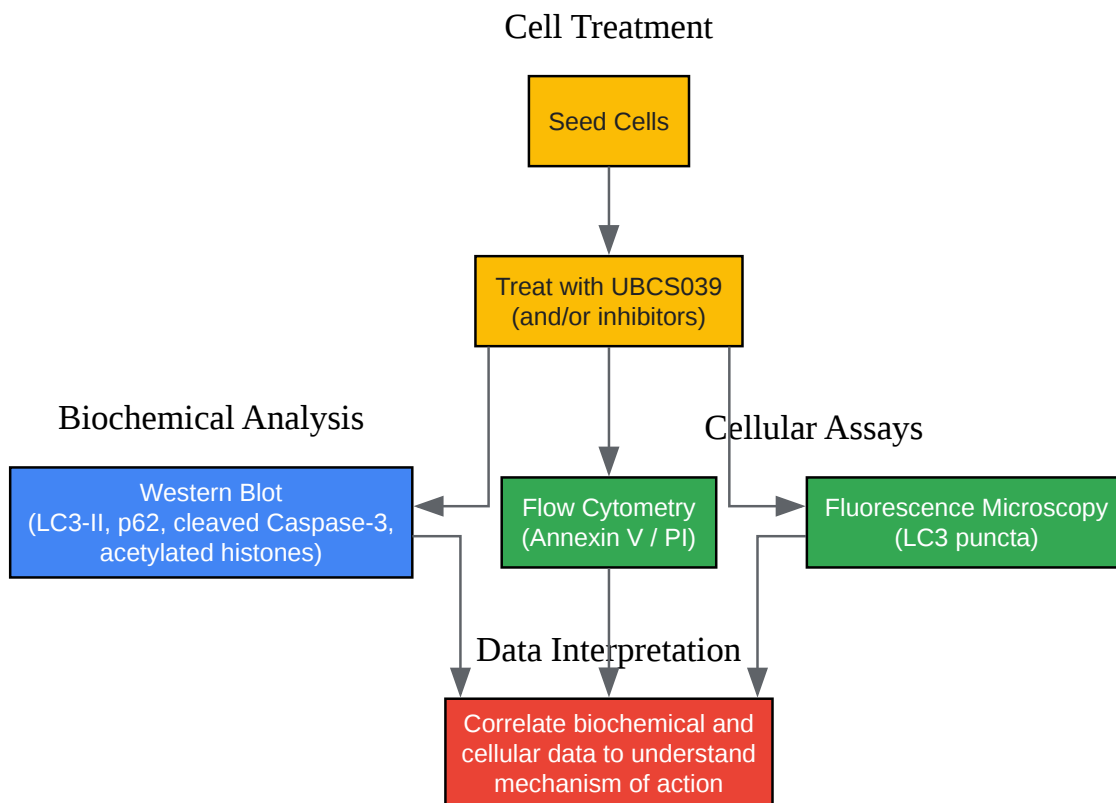 Cell Treatment
Seed Cells
Treat with UBCS039
(and/or inhibitors)
Biochemical Analysis
Cellular Assays
Western Blot
(LC3-II, p62, cleaved Caspase-3,
acetylated histones)
Flow Cytometry
(Annexin V / PI)
Fluorescence Microscopy
(LC3 puncta)
Data Interpretation
Correlate biochemical and
cellular data to understand
mechanism of action